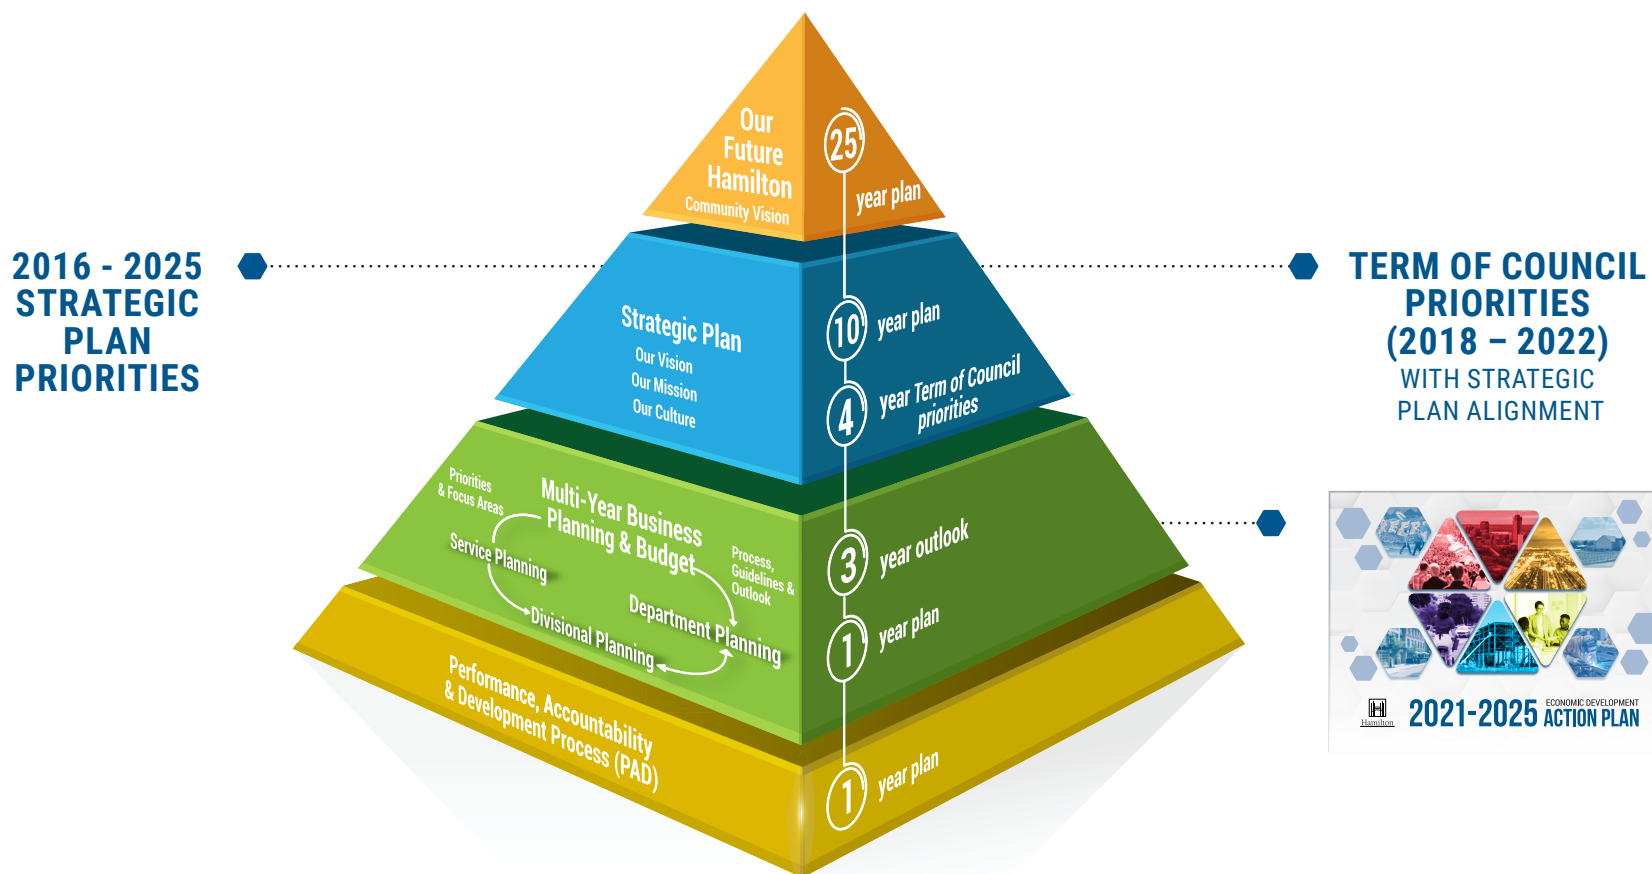 Our
Future
Hamilton
Community Vision
25
year plan
2016 - 2025
STRATEGIC
PLAN
PRIORITIES
TERM OF COUNCIL
PRIORITIES
(2018 – 2022)
WITH STRATEGIC
PLAN ALIGNMENT
Strategic Plan
Our Vision
Our Mission
Our Culture
10 year plan
4 year Term of Council
priorities
Priorities
& Focus Areas
Multi-Year Business
Planning & Budget
Service Planning
Process,
Guidelines &
Outlook
Department Planning
Divisional Planning
3 year outlook
1 year plan
Performance, Accountability
& Development Process (PAD)
1 year plan
Hamilton
2021-2025
ECONOMIC DEVELOPMENT
ACTION PLAN